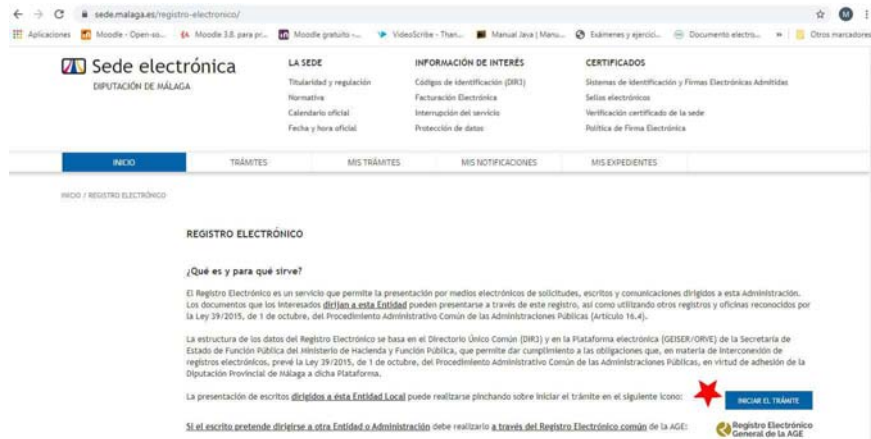 sede.malaga.es/registro-electronico/
M
Aplicaciones Moodle - Open-so... Moodle 3.8. para pr... Moodle gratuito -... VideoScribe - Than... Manual Java | Manu... Exámenes y ejercici... Documento electro... » Otros marcadores
Sede electrónica
DIPUTACIÓN DE MÁLAGA
LA SEDE
Titularidad y regulación
Normativa
Calendario oficial
Fecha y hora oficial
INFORMACIÓN DE INTERÉS
Códigos de identificación (DIR3)
Facturación Electrónica
Interrupción del servicio
Protección de datos
CERTIFICADOS
Sistemas de Identificación y Firmas Electrónicas Admitidas
Sellos electrónicos
Verificación certificado de la sede
Política de Firma Electrónica
INICIO TRÁMITES MIS TRÁMITES MIS NOTIFICACIONES MIS EXPEDIENTES
INICIO / REGISTRO ELECTRÓNICO
REGISTRO ELECTRÓNICO
¿Qué es y para qué sirve?
El Registro Electrónico es un servicio que permite la presentación por medios electrónicos de solicitudes, escritos y comunicaciones dirigidos a esta Administración.
Los documentos que los interesados dirijan a esta Entidad pueden presentarse a través de este registro, así como utilizando otros registros y oficinas reconocidos por
la Ley 39/2015, de 1 de octubre, del Procedimiento Administrativo Común de las Administraciones Públicas (Artículo 16.4).
La estructura de los datos del Registro Electrónico se basa en el Directorio Único Común (DIR3) y en la Plataforma electrónica (GEISER/ORVE) de la Secretaría de
Estado de Función Pública del Ministerio de Hacienda y Función Pública, que permite dar cumplimiento a las obligaciones que, en materia de interconexión de
registros electrónicos, prevé la Ley 39/2015, de 1 de octubre, del Procedimiento Administrativo Común de las Administraciones Públicas, en virtud de adhesión de la
Diputación Provincial de Málaga a dicha Plataforma.
La presentación de escritos dirigidos a ésta Entidad Local puede realizarse pinchando sobre iniciar el trámite en el siguiente icono:
INICIAR EL TRÁMITE
Si el escrito pretende dirigirse a otra Entidad o Administración debe realizarlo a través del Registro Electrónico común de la AGE:
Registro Electrónico
General de la AGE